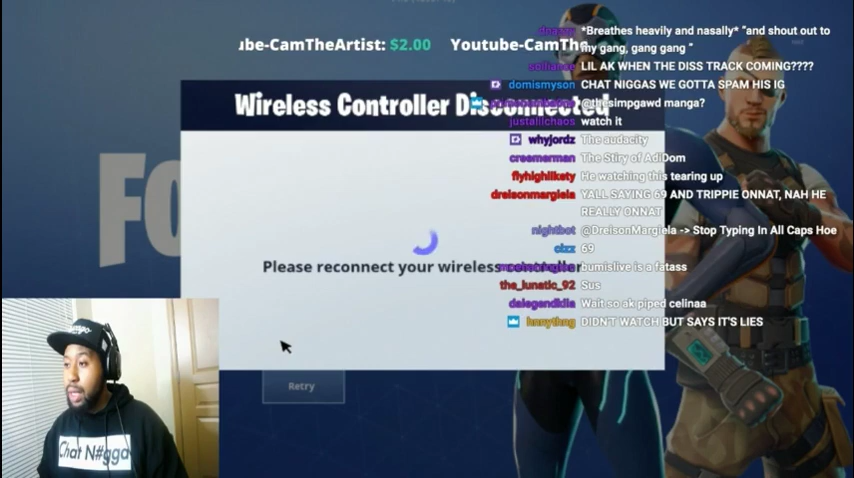 ube-CamTheArtist: $2.00 Youtube-CamThe
dnaszy *Breathes heavily and nasally* "and shout out to
my gang, gang gang "
LIL AK WHEN THE DISS TRACK COMING????
domismyson CHAT NIGGAS WE GOTTA SPAM HIS IG
Wireless Controller Disconnected
@thesimpgawd manga?
justalilchaos watch it
whyjordz The audacity
FO
creemerman The Stiry of AdiDom
flyhighlikety He watching this tearing up
dreisonmargiela YALL SAYING 69 AND TRIPPIE ONNAT, NAH HE
REALLY ONNAT
nightbot @DreisonMargiela -> Stop Typing In All Caps Hoe
69
Please reconnect your wireless controller
bumislive is a fatass
the_lunatic_92 Sus
dalegendidia Wait so ak piped celinaa
hnnythng DIDN'T WATCH BUT SAYS IT'S LIES
Retry
Chat N#gga